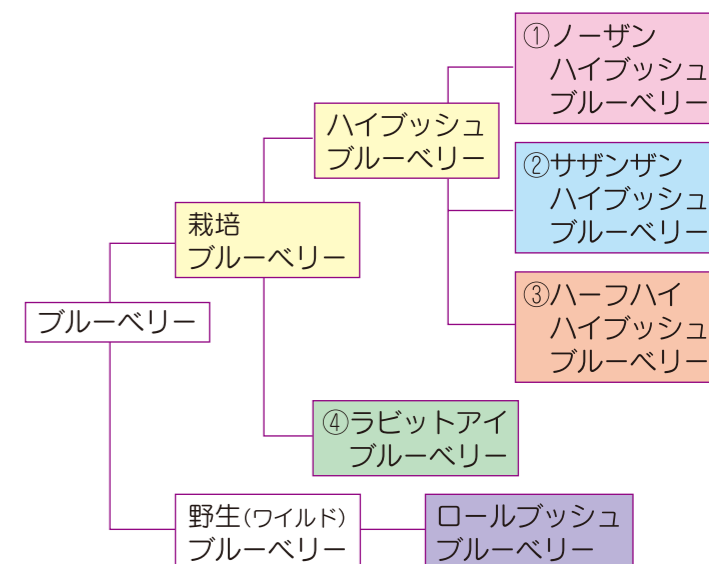 ①ノーザン
ハイブッシュ
ブルーベリー
ハイブッシュ
ブルーベリー
②サザンザン
ハイブッシュ
ブルーベリー
栽培
ブルーベリー
③ハーフハイ
ハイブッシュ
ブルーベリー
ブルーベリー
④ラビットアイ
ブルーベリー
野生(ワイルド)
ブルーベリー
ロールブッシュ
ブルーベリー